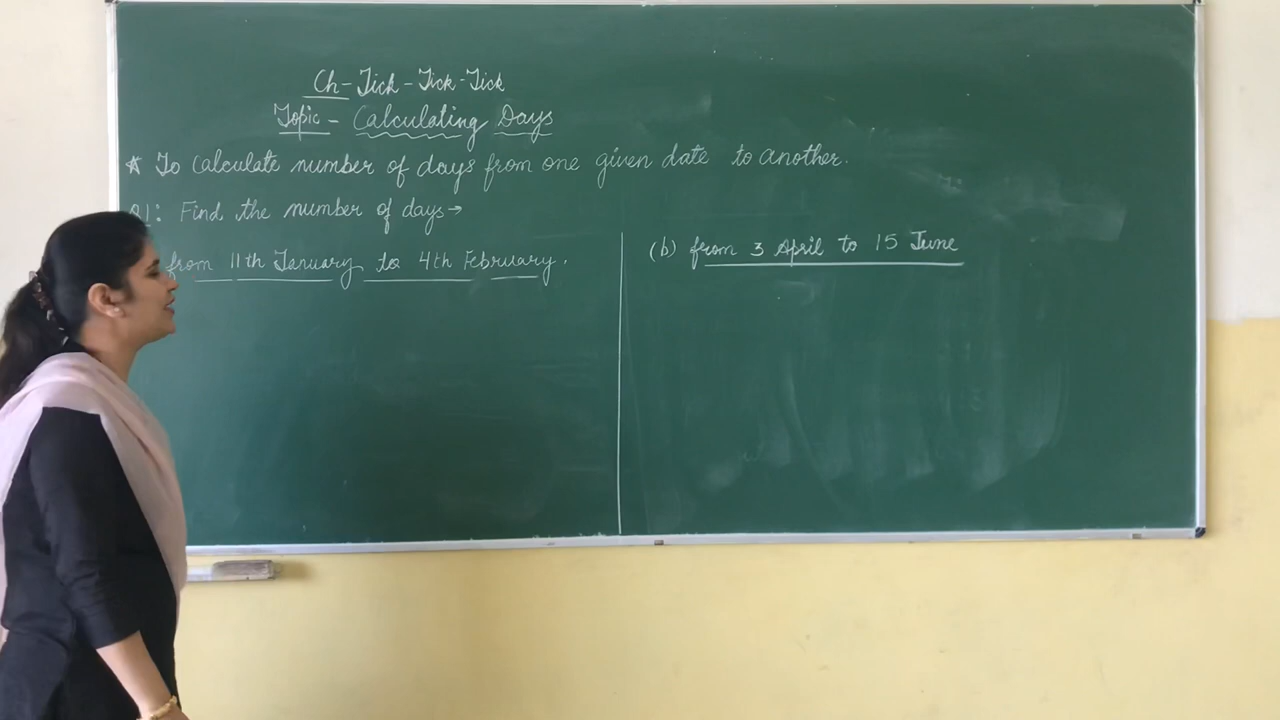 Ch-Tick-Tick-Tick
Topic - Calculating Days
* To Calculate number of days from one given date to another.
Q1: Find the number of days→
from 11th January to 4th February.
(b) from 3 April to 15 June